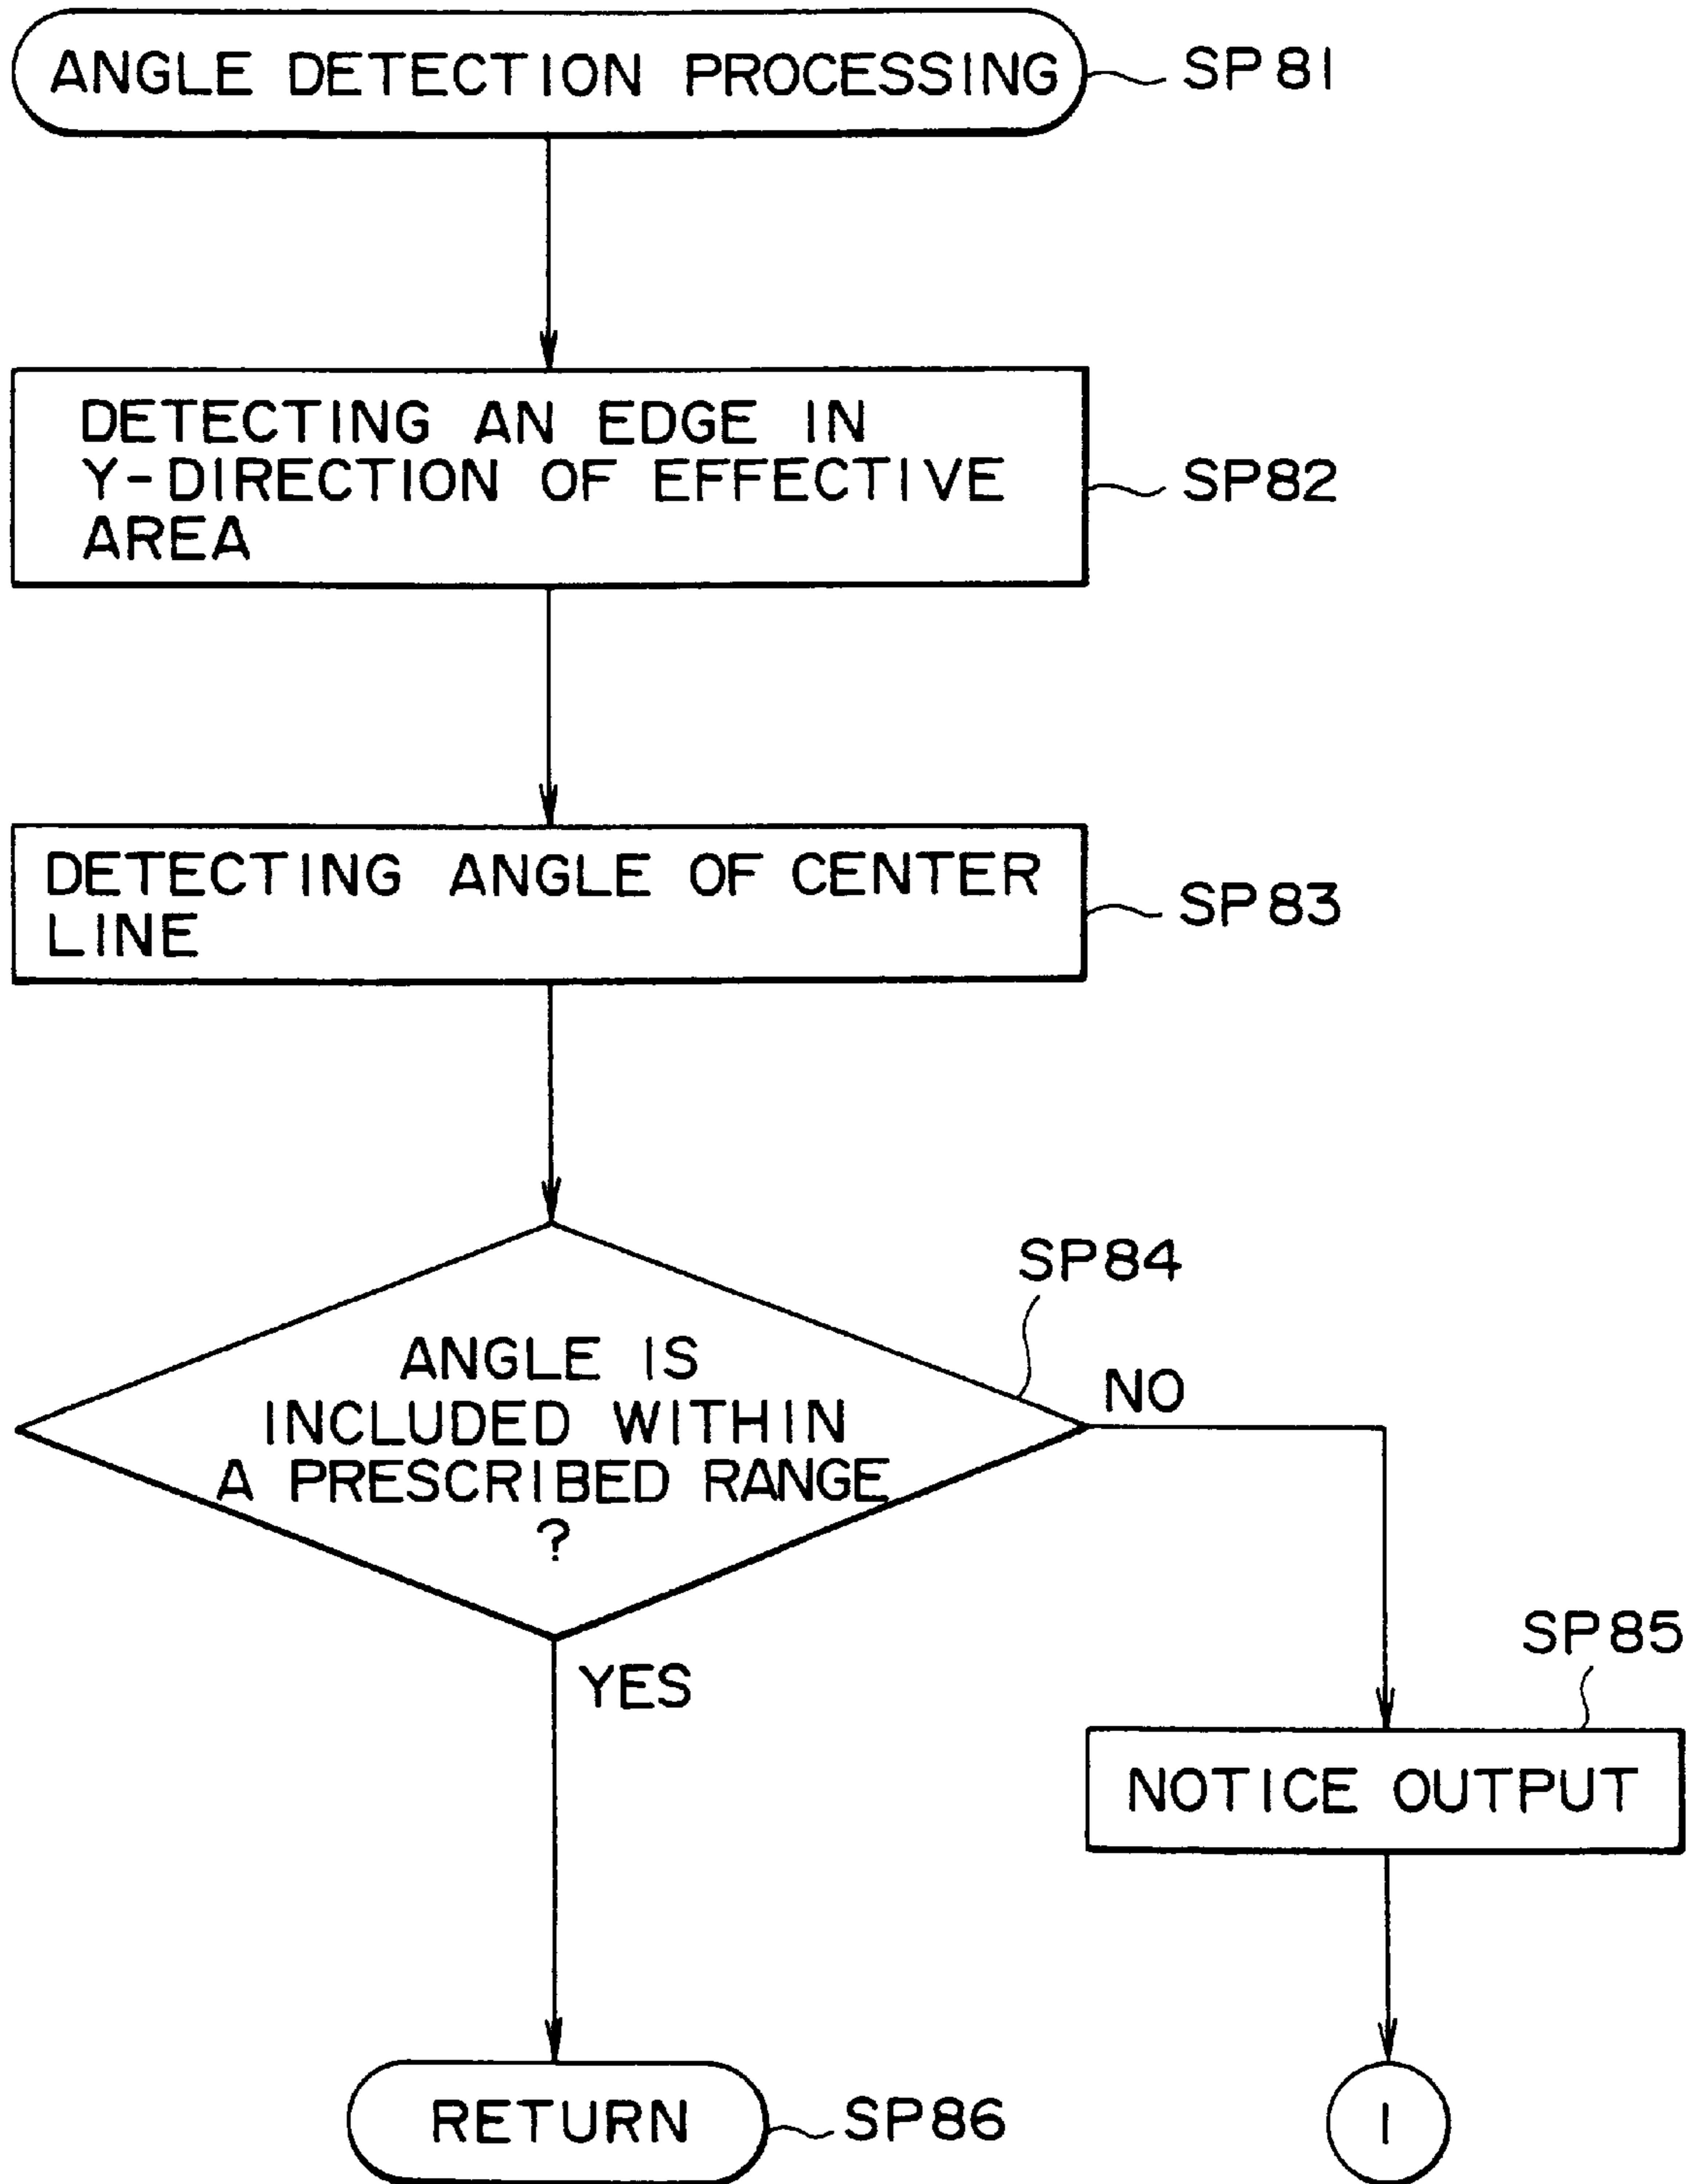 ANGLE DETECTION PROCESSING
SP81
DETECTING AN EDGE IN
Y-DIRECTION OF EFFECTIVE
AREA
SP82
DETECTING ANGLE OF CENTER
LINE
SP83
SP84
ANGLE IS
INCLUDED WITHIN
A PRESCRIBED RANGE
?
NO
YES
SP85
NOTICE OUTPUT
RETURN
SP86
1